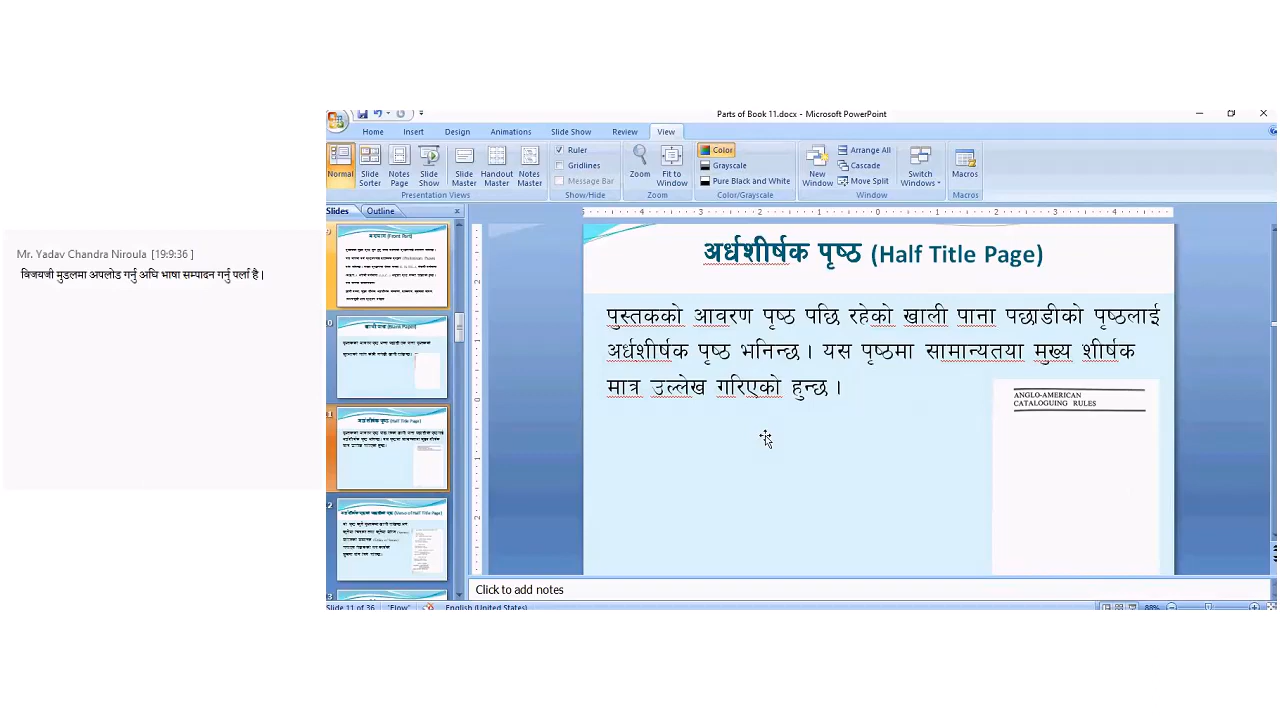 Mr. Yadav Chandra Niroula [19:9:36 ]
विजयजी मुडलमा अपलोड गर्नु अघि भाषा सम्पादन गर्नु पर्ला है।
Parts of Book 11.docx - Microsoft PowerPoint
Home Insert Design Animations Slide Show Review View
Normal Slide Sorter Notes Page Slide Show Slide Master Handout Master Notes Master
Presentation Views
Ruler
Gridlines
Message Bar
Show/Hide
Zoom Fit to Window
Zoom
Color
Grayscale
Pure Black and White
Color/Grayscale
New Window
Arrange All
Cascade
Move Split
Switch Windows
Window
Macros
Macros
Slides Outline
अर्धशीर्षक पृष्ठ (Half Title Page)
पुस्तकको आवरण पृष्ठ पछि रहेको खाली पाना पछाडीको पृष्ठलाई
अर्धशीर्षक पृष्ठ भनिन्छ । यस पृष्ठमा सामान्यतया मुख्य शीर्षक
मात्र उल्लेख गरिएको हुन्छ ।
ANGLO-AMERICAN
CATALOGUING RULES
Click to add notes
Slide 11 of 36 "Flow" English (United States) 88%